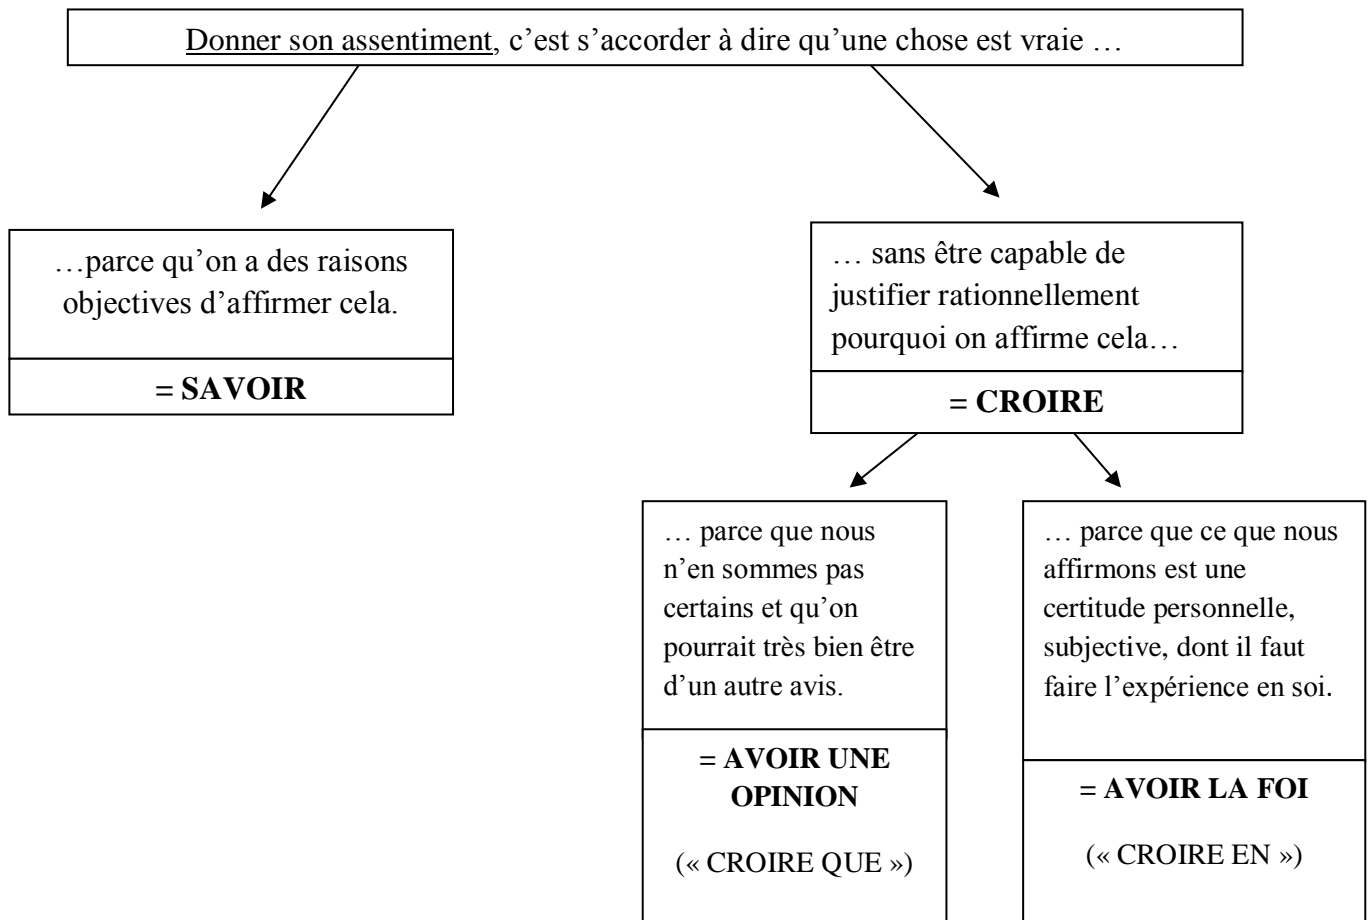 Donner son assentiment, c’est s’accorder à dire qu’une chose est vraie …
…parce qu’on a des raisons
objectives d’affirmer cela.
= SAVOIR
… sans être capable de
justifier rationnellement
pourquoi on affirme cela…
= CROIRE
… parce que nous
n’en sommes pas
certains et qu’on
pourrait très bien être
d’un autre avis.
= AVOIR UNE
OPINION
(« CROIRE QUE »)
… parce que ce que nous
affirmons est une
certitude personnelle,
subjective, dont il faut
faire l’expérience en soi.
= AVOIR LA FOI
(« CROIRE EN »)